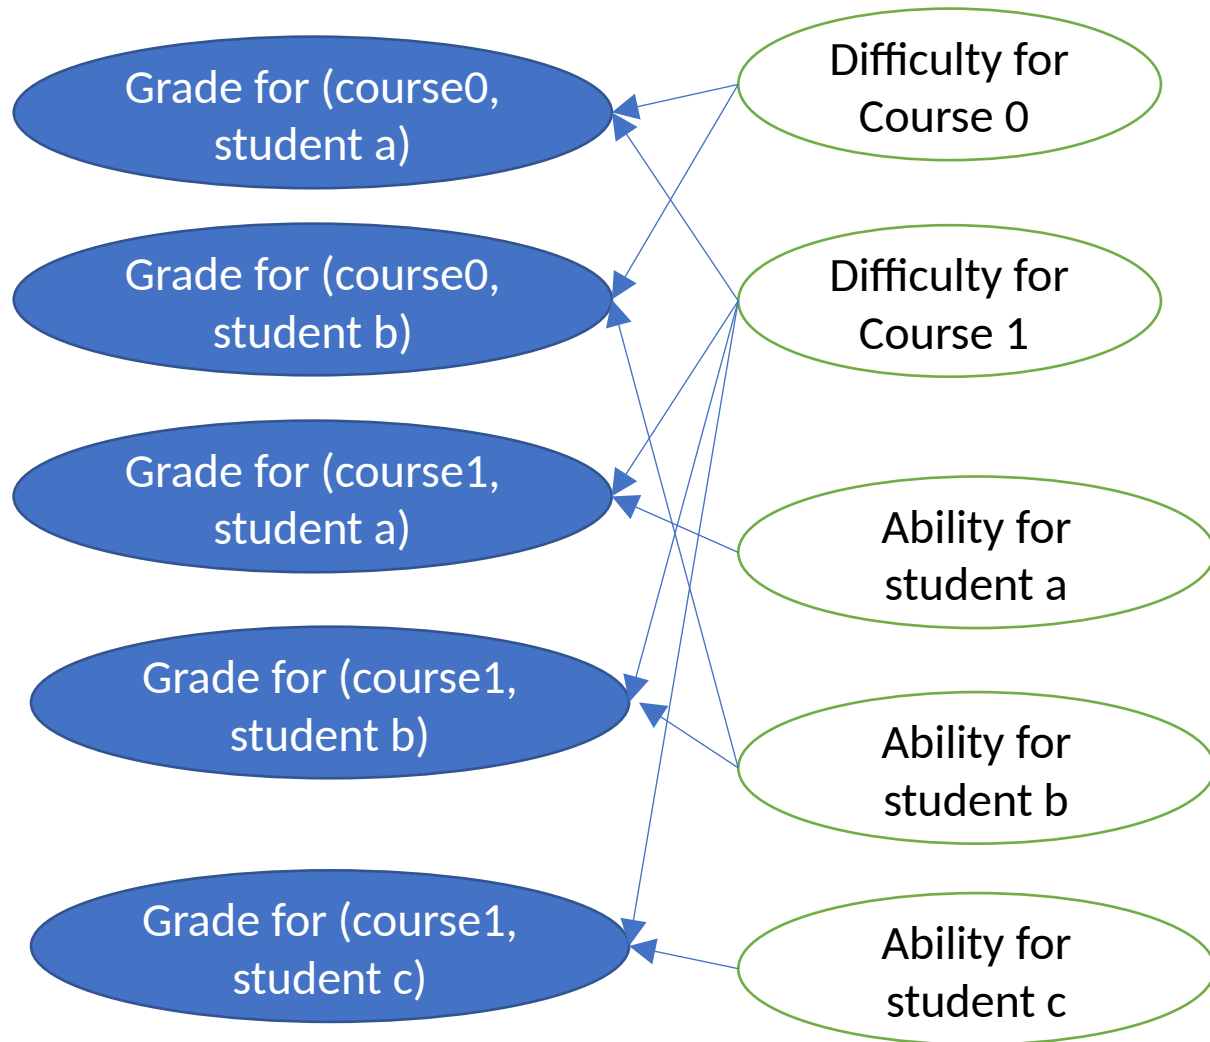 Grade for (course0,
student a)
Grade for (course0,
student b)
Grade for (course1,
student a)
Grade for (course1,
student b)
Grade for (course1,
student c)
Difficulty for
Course 0
Difficulty for
Course 1
Ability for
student a
Ability for
student b
Ability for
student c